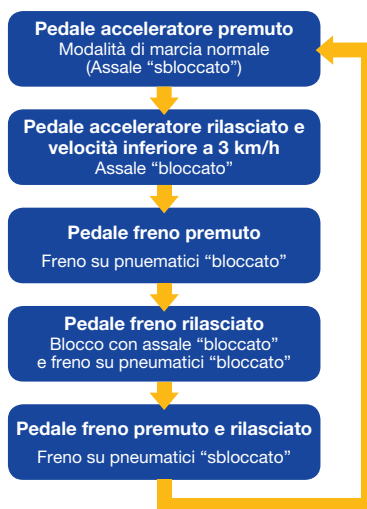 Pedale acceleratore premuto
Modalità di marcia normale
(Assale “sbloccato”)
Pedale acceleratore rilasciato e
velocità inferiore a 3 km/h
Assale “bloccato”
Pedale freno premuto
Freno su pnuematici “bloccato”
Pedale freno rilasciato
Blocco con assale “bloccato”
e freno su pneumatici “bloccato”
Pedale freno premuto e rilasciato
Freno su pneumatici “sbloccato”